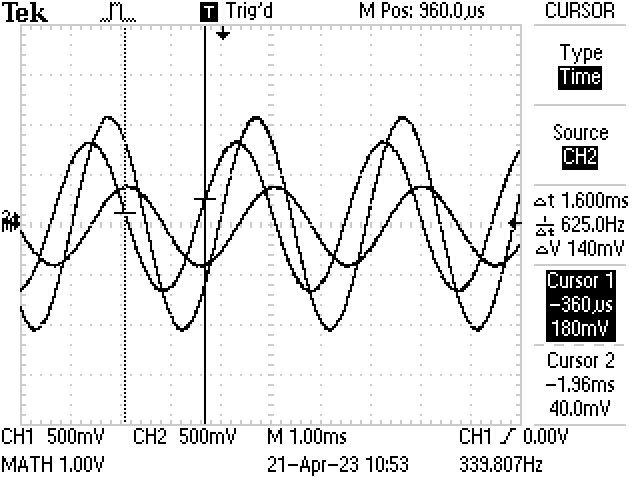 Tek T Trig'd M Pos: 960.0µs CURSOR
Type
Time
Source
CH2
Δt 1.600ms
1/Δt 625.0Hz
ΔV 140mV
Cursor 1
-360µs
180mV
Cursor 2
-1.96ms
40.0mV
CH1 500mV CH2 500mV M 1.00ms CH1 0.00V
MATH 1.00V 21-Apr-23 10:53 339.807Hz